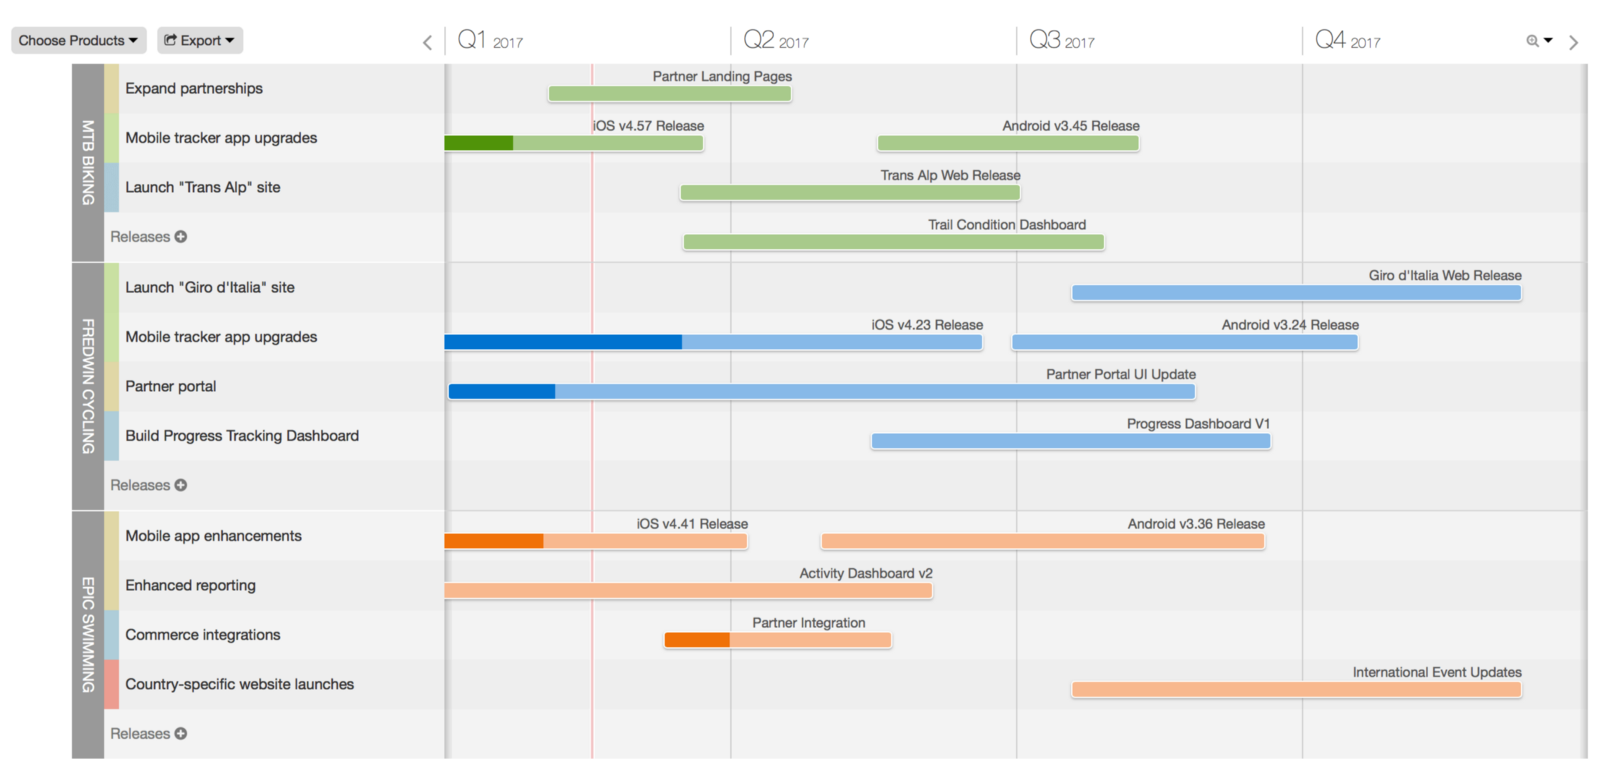 Choose Products
Export
Q1 2017
Q2 2017
Q3 2017
Q4 2017
MTB BIKING
Expand partnerships
Partner Landing Pages
Mobile tracker app upgrades
iOS v4.57 Release
Android v3.45 Release
Launch "Trans Alp" site
Trans Alp Web Release
Releases
Trail Condition Dashboard
FREDWIN CYCLING
Launch "Giro d'Italia" site
Giro d'Italia Web Release
Mobile tracker app upgrades
iOS v4.23 Release
Android v3.24 Release
Partner portal
Partner Portal UI Update
Build Progress Tracking Dashboard
Progress Dashboard V1
Releases
EPIC SWIMMING
Mobile app enhancements
iOS v4.41 Release
Android v3.36 Release
Enhanced reporting
Activity Dashboard v2
Commerce integrations
Partner Integration
Country-specific website launches
International Event Updates
Releases